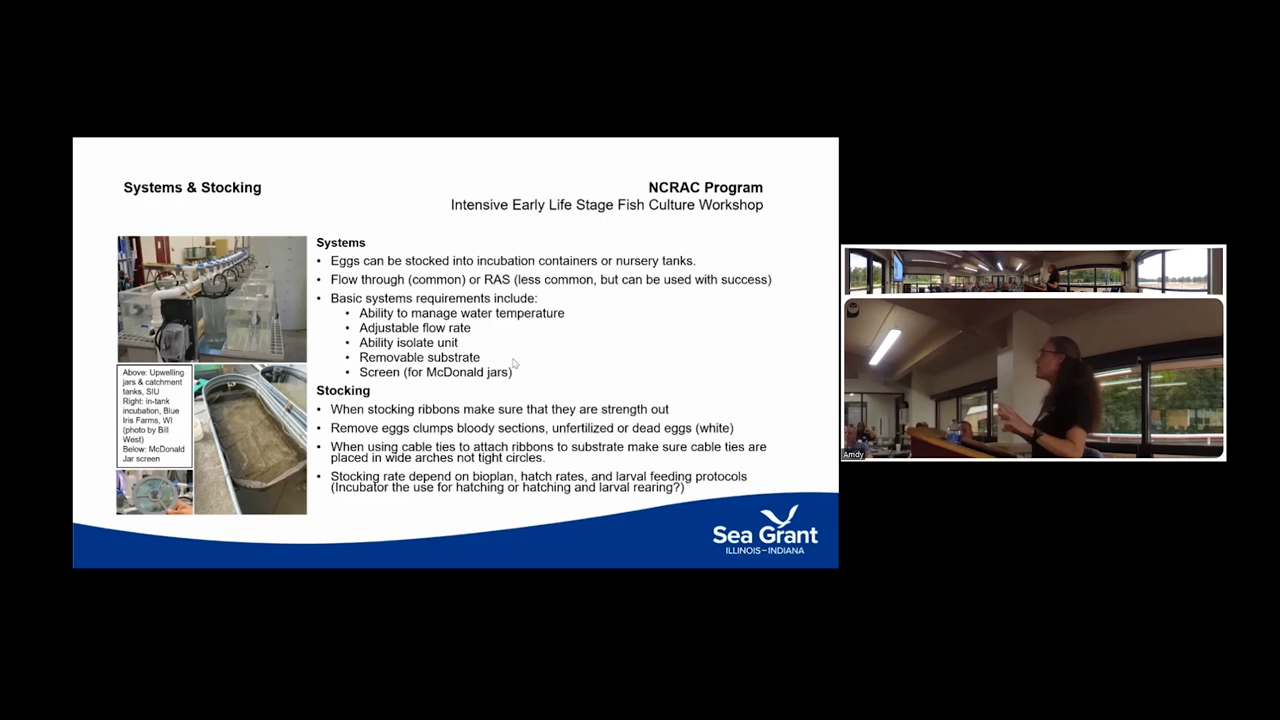 Systems & Stocking
NCRAC Program
Intensive Early Life Stage Fish Culture Workshop
Systems
• Eggs can be stocked into incubation containers or nursery tanks.
• Flow through (common) or RAS (less common, but can be used with success)
• Basic systems requirements include:
• Ability to manage water temperature
• Adjustable flow rate
• Ability isolate unit
• Removable substrate
• Screen (for McDonald jars)
Stocking
• When stocking ribbons make sure that they are strength out
• Remove eggs clumps bloody sections, unfertilized or dead eggs (white)
• When using cable ties to attach ribbons to substrate make sure cable ties are
placed in wide arches not tight circles.
• Stocking rate depend on bioplan, hatch rates, and larval feeding protocols
(Incubator the use for hatching or hatching and larval rearing?)
Above: Upwelling
jars & catchment
tanks, SIU
Right: in-tank
incubation, Blue
Iris Farms, WI
(photo by Bill
West)
Below: McDonald
Jar screen
Sea Grant
ILLINOIS–INDIANA
Amdy